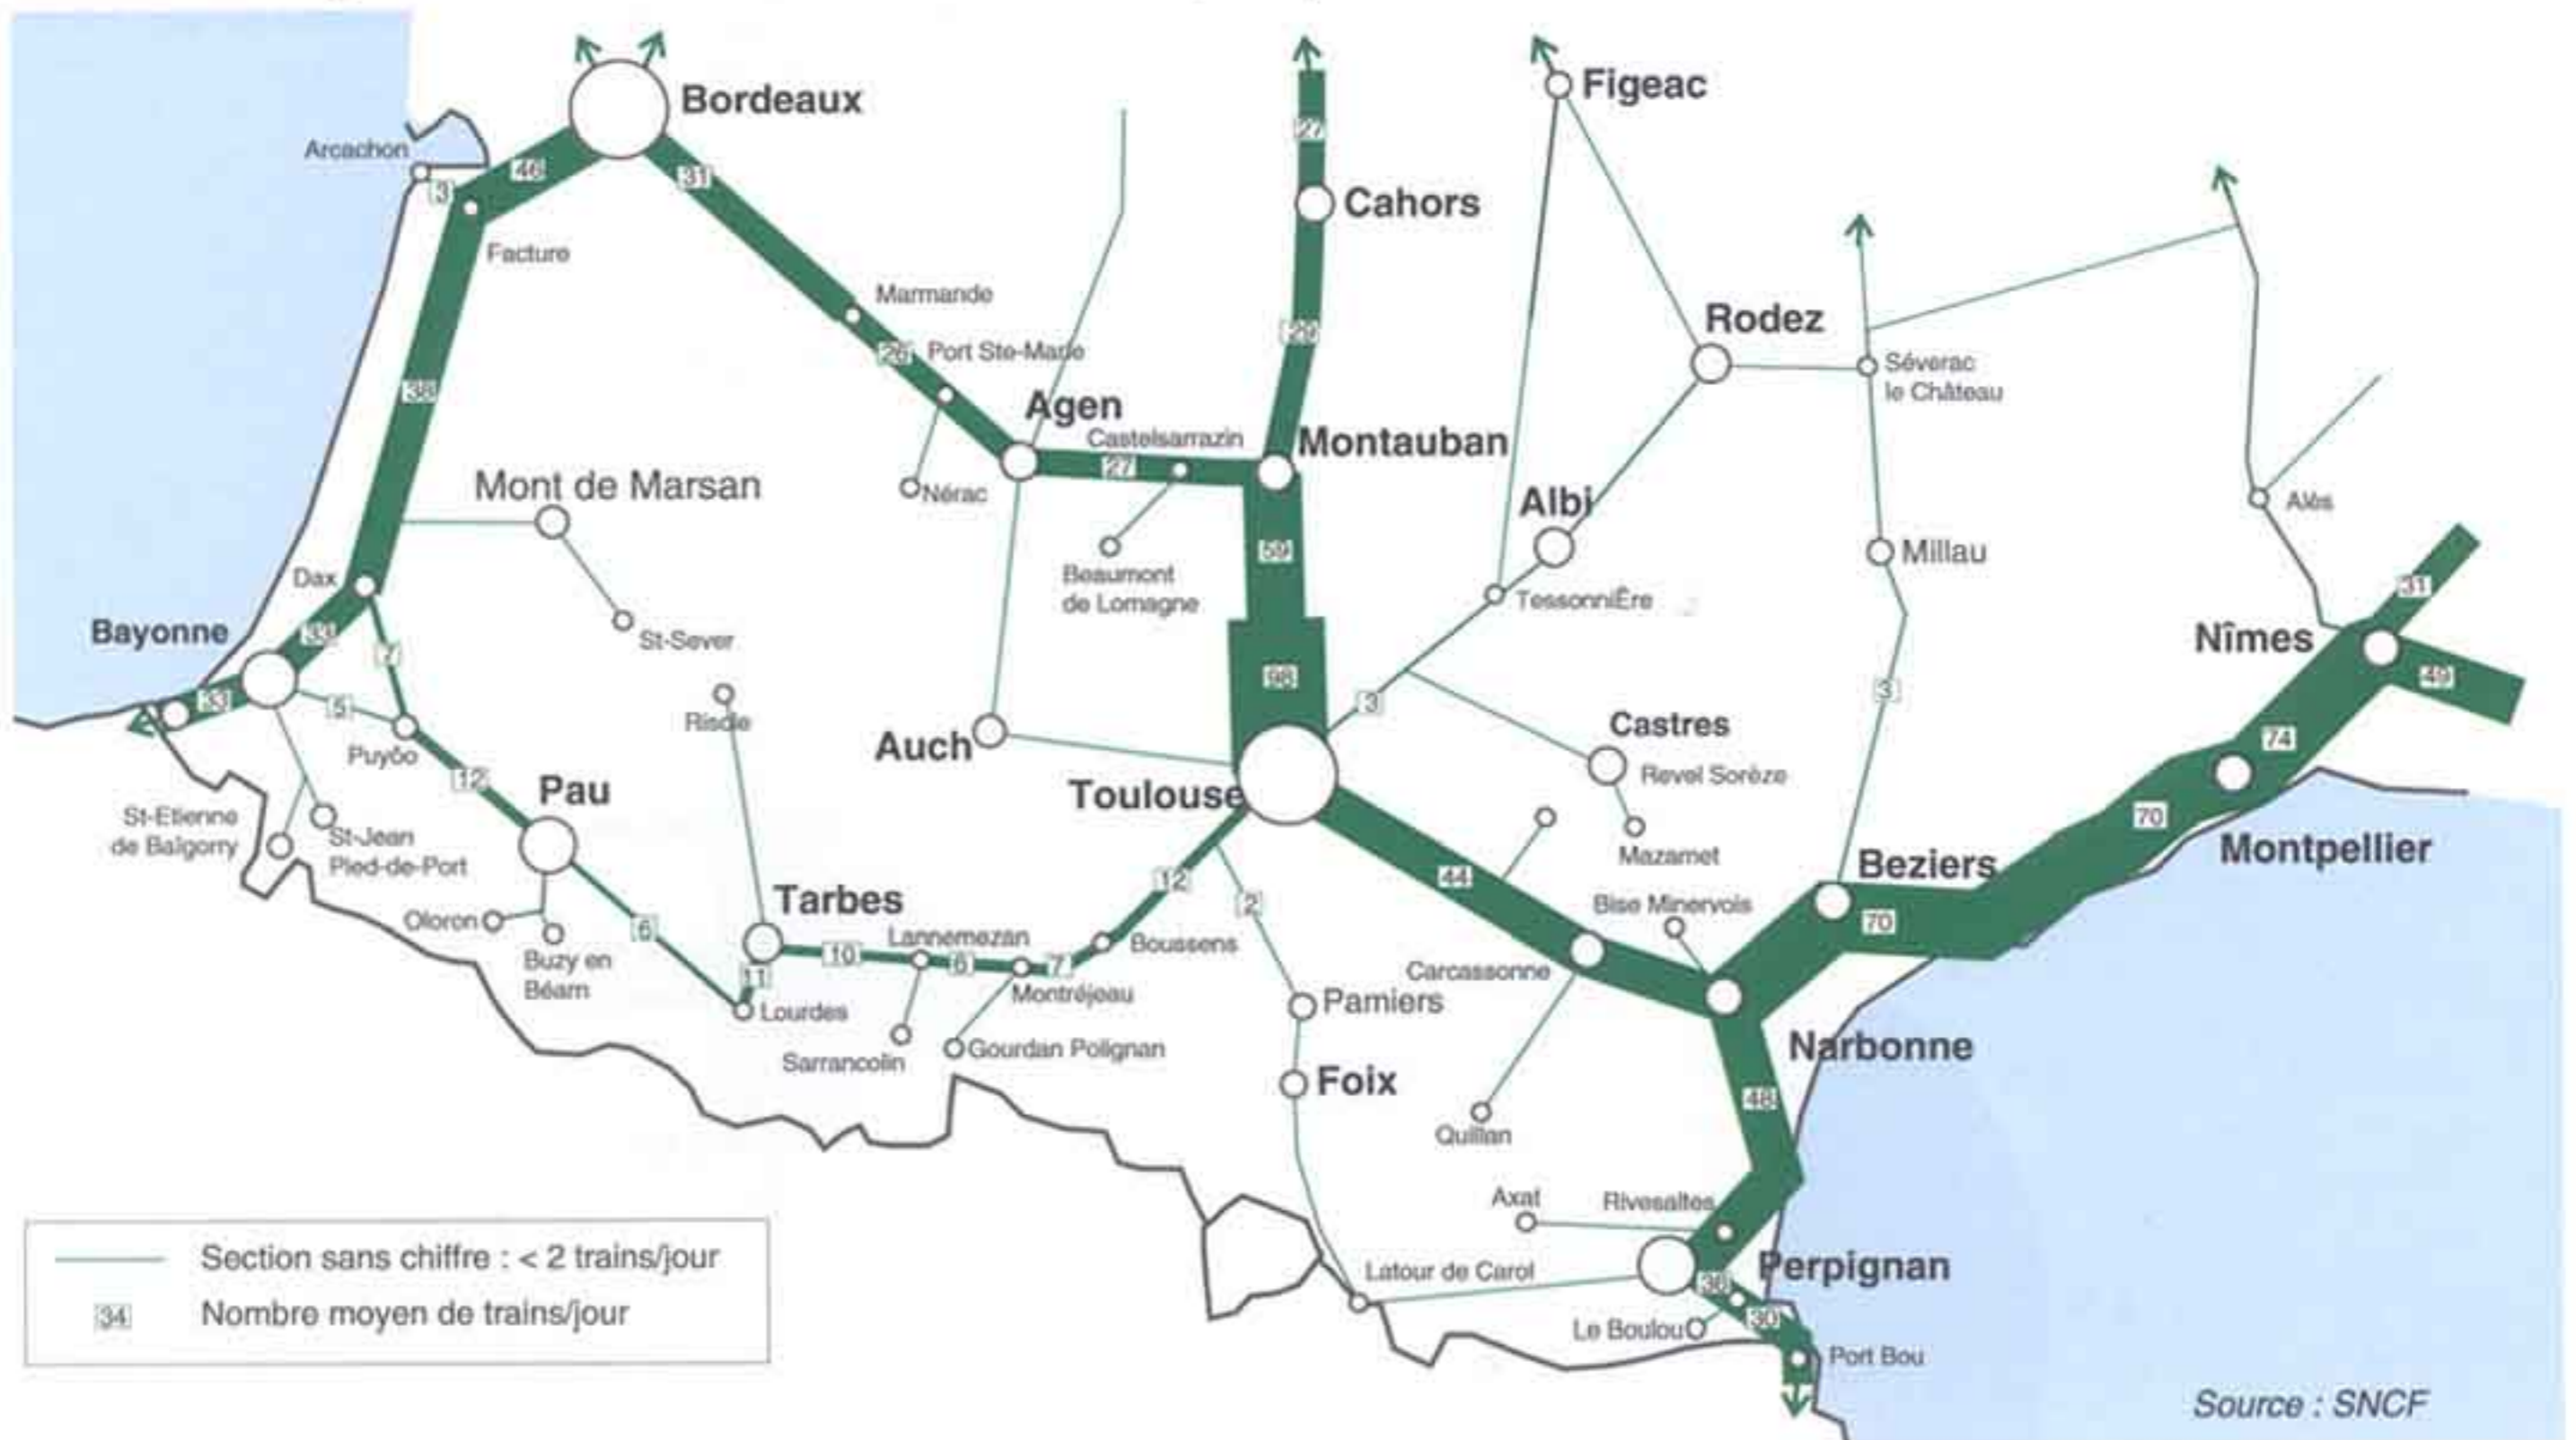 Bordeaux
Figeac
27
Arcachon
46
31
3
Cahors
Facture
Marmande
29
Rodez
26
Port Ste-Marie
Séverac
le Château
38
Agen
Castelsarrazin
Montauban
27
Mont de Marsan
Nérac
Albi
Alès
59
Millau
Dax
Beaumont
de Lomagne
TessonniÈre
31
Bayonne
33
St-Sever
Nîmes
7
98
49
33
5
3
3
Riscle
Castres
74
Auch
Puyôo
12
Revel Sorèze
Pau
Toulouse
St-Etienne
de Baïgorry
St-Jean
Pied-de-Port
70
Mazamet
Montpellier
44
Beziers
12
Tarbes
2
Bise Minervois
Oloron
6
Lannemezan
70
10
6
7
Boussens
Buzy en
Béarn
11
Carcassonne
Montréjeau
Lourdes
Pamiers
Sarrancolin
Gourdan Polignan
Narbonne
Foix
48
Quillan
Axat
Rivesaltes
Section sans chiffre : < 2 trains/jour
Latour de Carol
Perpignan
36
34
Nombre moyen de trains/jour
30
Le Boulou
Port Bou
Source : SNCF